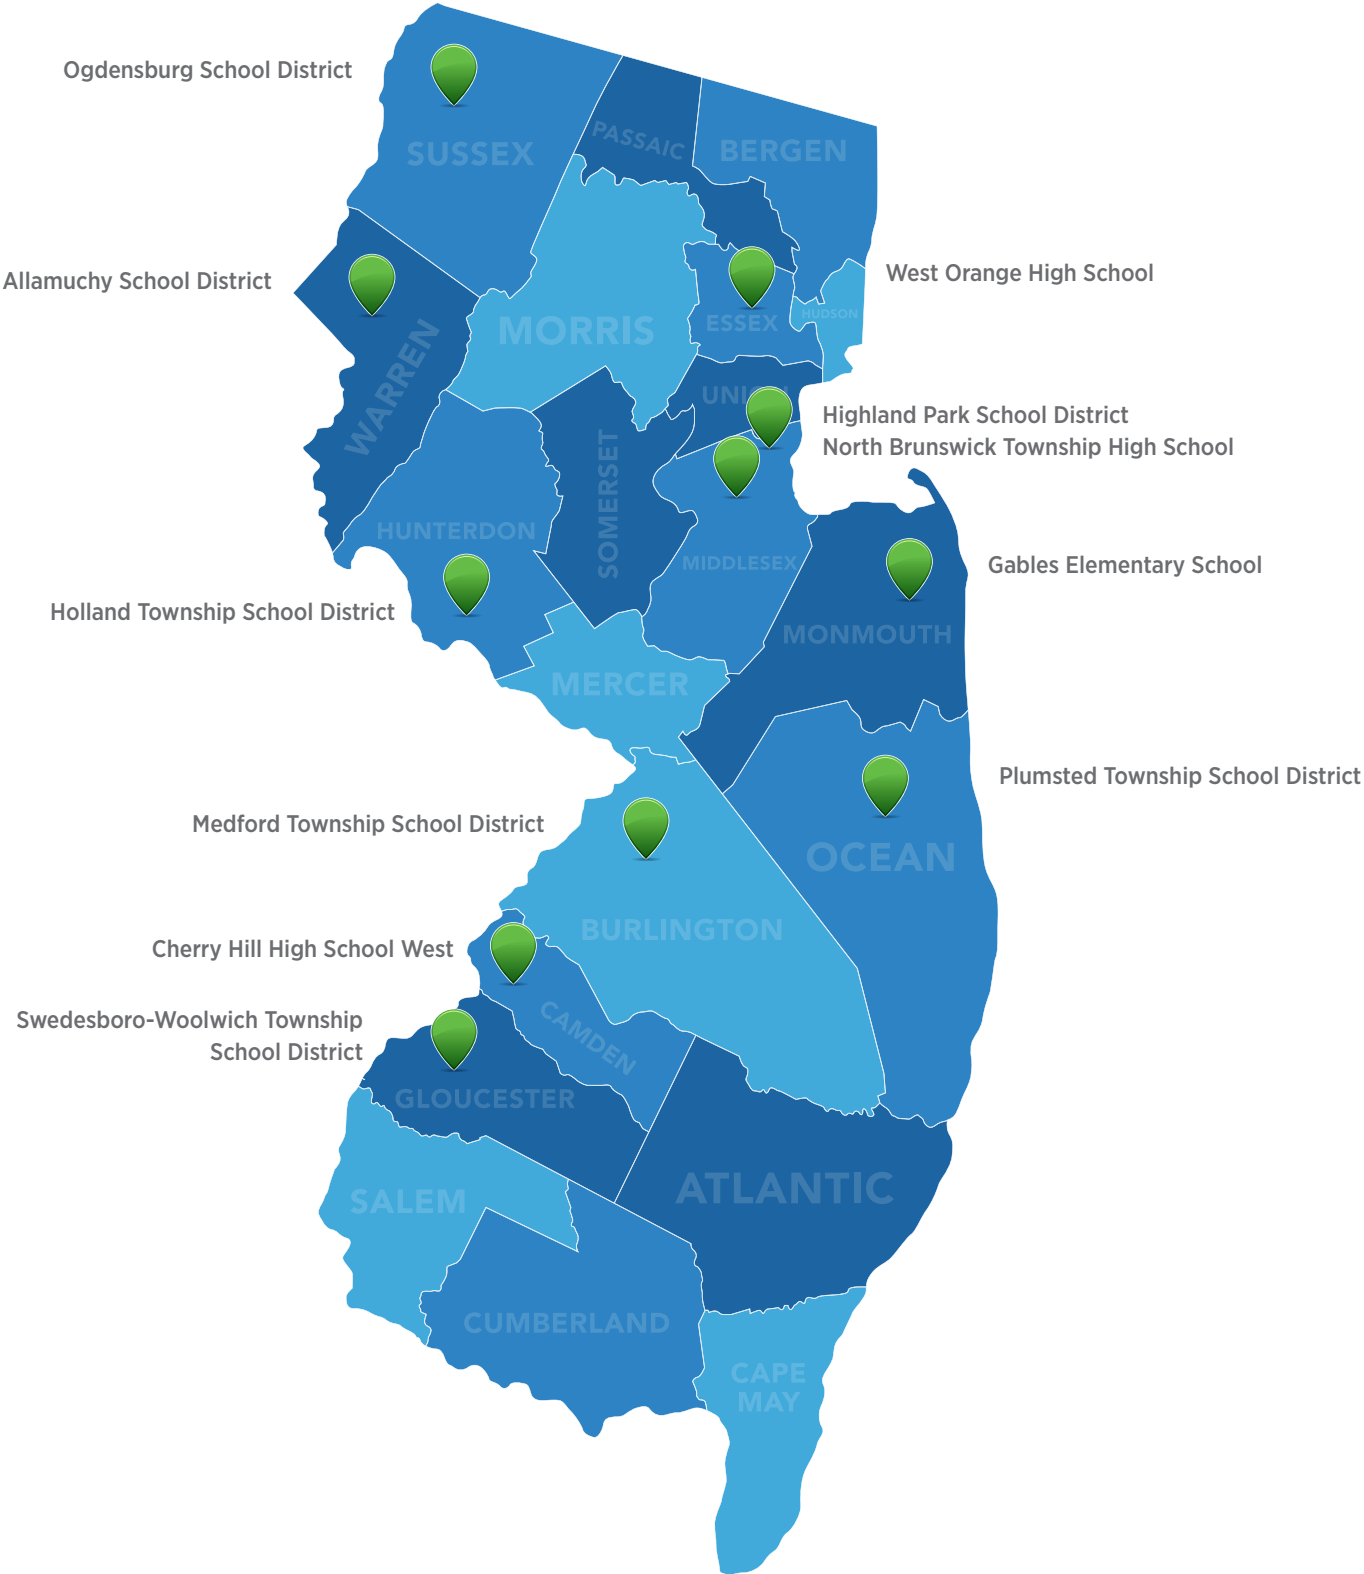 Ogdensburg School District
PASSAIC
BERGEN
SUSSEX
Allamuchy School District
West Orange High School
HUDSON
ESSEX
MORRIS
WARREN
UNION
Highland Park School District
North Brunswick Township High School
SOMERSET
HUNTERDON
MIDDLESEX
Gables Elementary School
Holland Township School District
MONMOUTH
MERCER
Plumsted Township School District
Medford Township School District
OCEAN
BURLINGTON
Cherry Hill High School West
Swedesboro-Woolwich Township
School District
CAMDEN
GLOUCESTER
ATLANTIC
SALEM
CUMBERLAND
CAPE
MAY